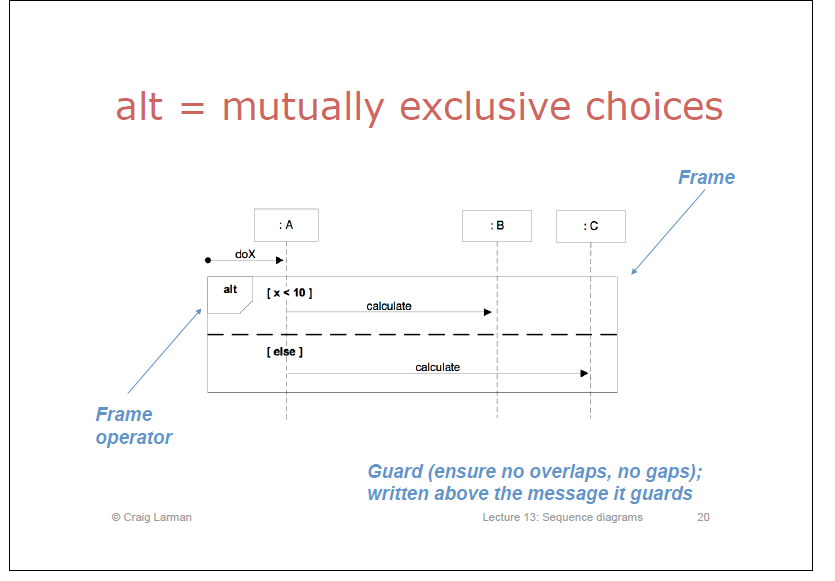 alt = mutually exclusive choices
Frame
: A
: B
: C
doX
alt
[ x < 10 ]
calculate
[ else ]
calculate
Frame
operator
Guard (ensure no overlaps, no gaps);
written above the message it guards
© Craig Larman
Lecture 13: Sequence diagrams
20